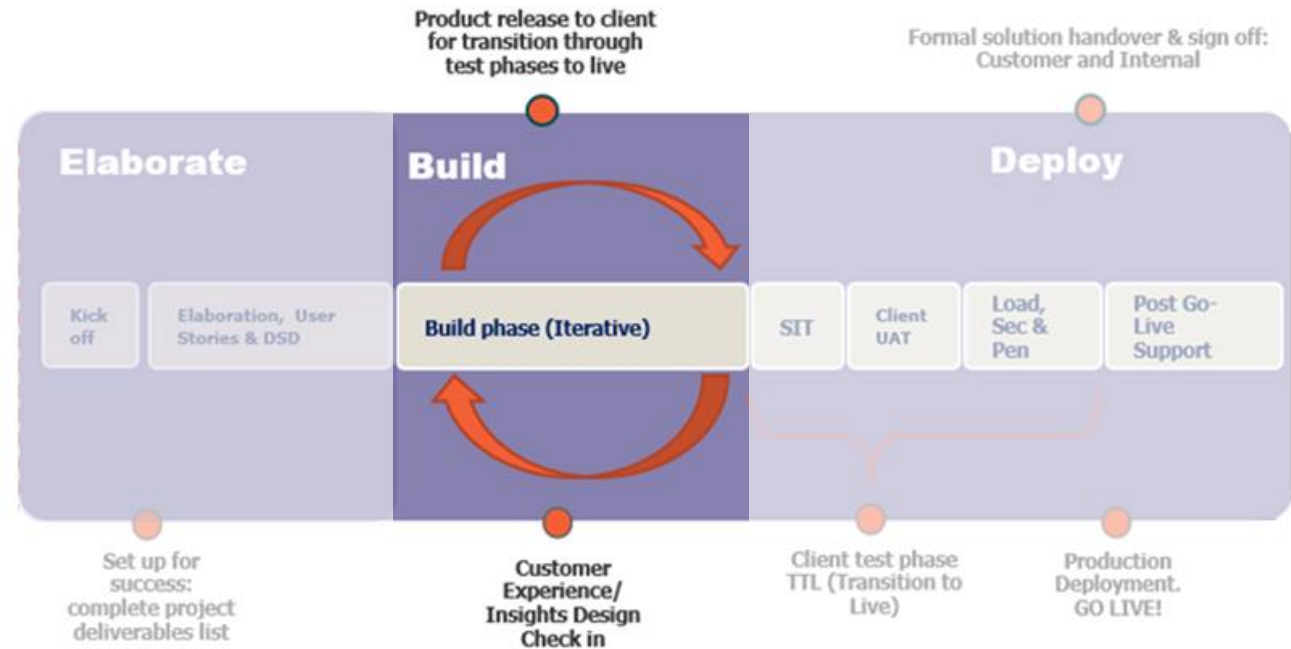 Product release to client
for transition through
test phases to live
Formal solution handover & sign off:
Customer and Internal
Elaborate
Build
Deploy
Kick
off
Elaboration, User
Stories & DSD
Build phase (Iterative)
SIT
Client
UAT
Load,
Sec &
Pen
Post Go-
Live
Support
Set up for
success:
complete project
deliverables list
Customer
Experience/
Insights Design
Check in
Client test phase
TTL (Transition to
Live)
Production
Deployment.
GO LIVE!